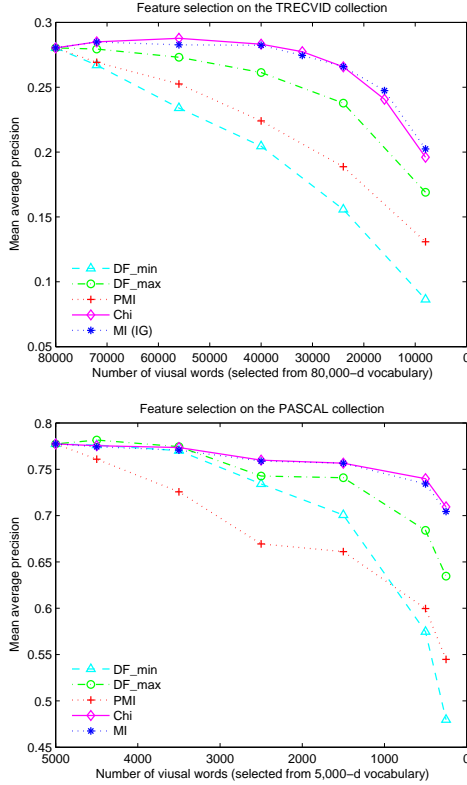 Feature selection on the TRECVID collection
0.3
0.25
0.2
0.15
0.1
0.05
Mean average precision
DF_min
DF_max
PMI
Chi
MI (IG)
80000 70000 60000 50000 40000 30000 20000 10000 0
Number of viusal words (selected from 80,000−d vocabulary)
Feature selection on the PASCAL collection
0.8
0.75
0.7
0.65
0.6
0.55
0.5
0.45
Mean average precision
DF_min
DF_max
PMI
Chi
MI
5000 4000 3000 2000 1000 0
Number of viusal words (selected from 5,000−d vocabulary)